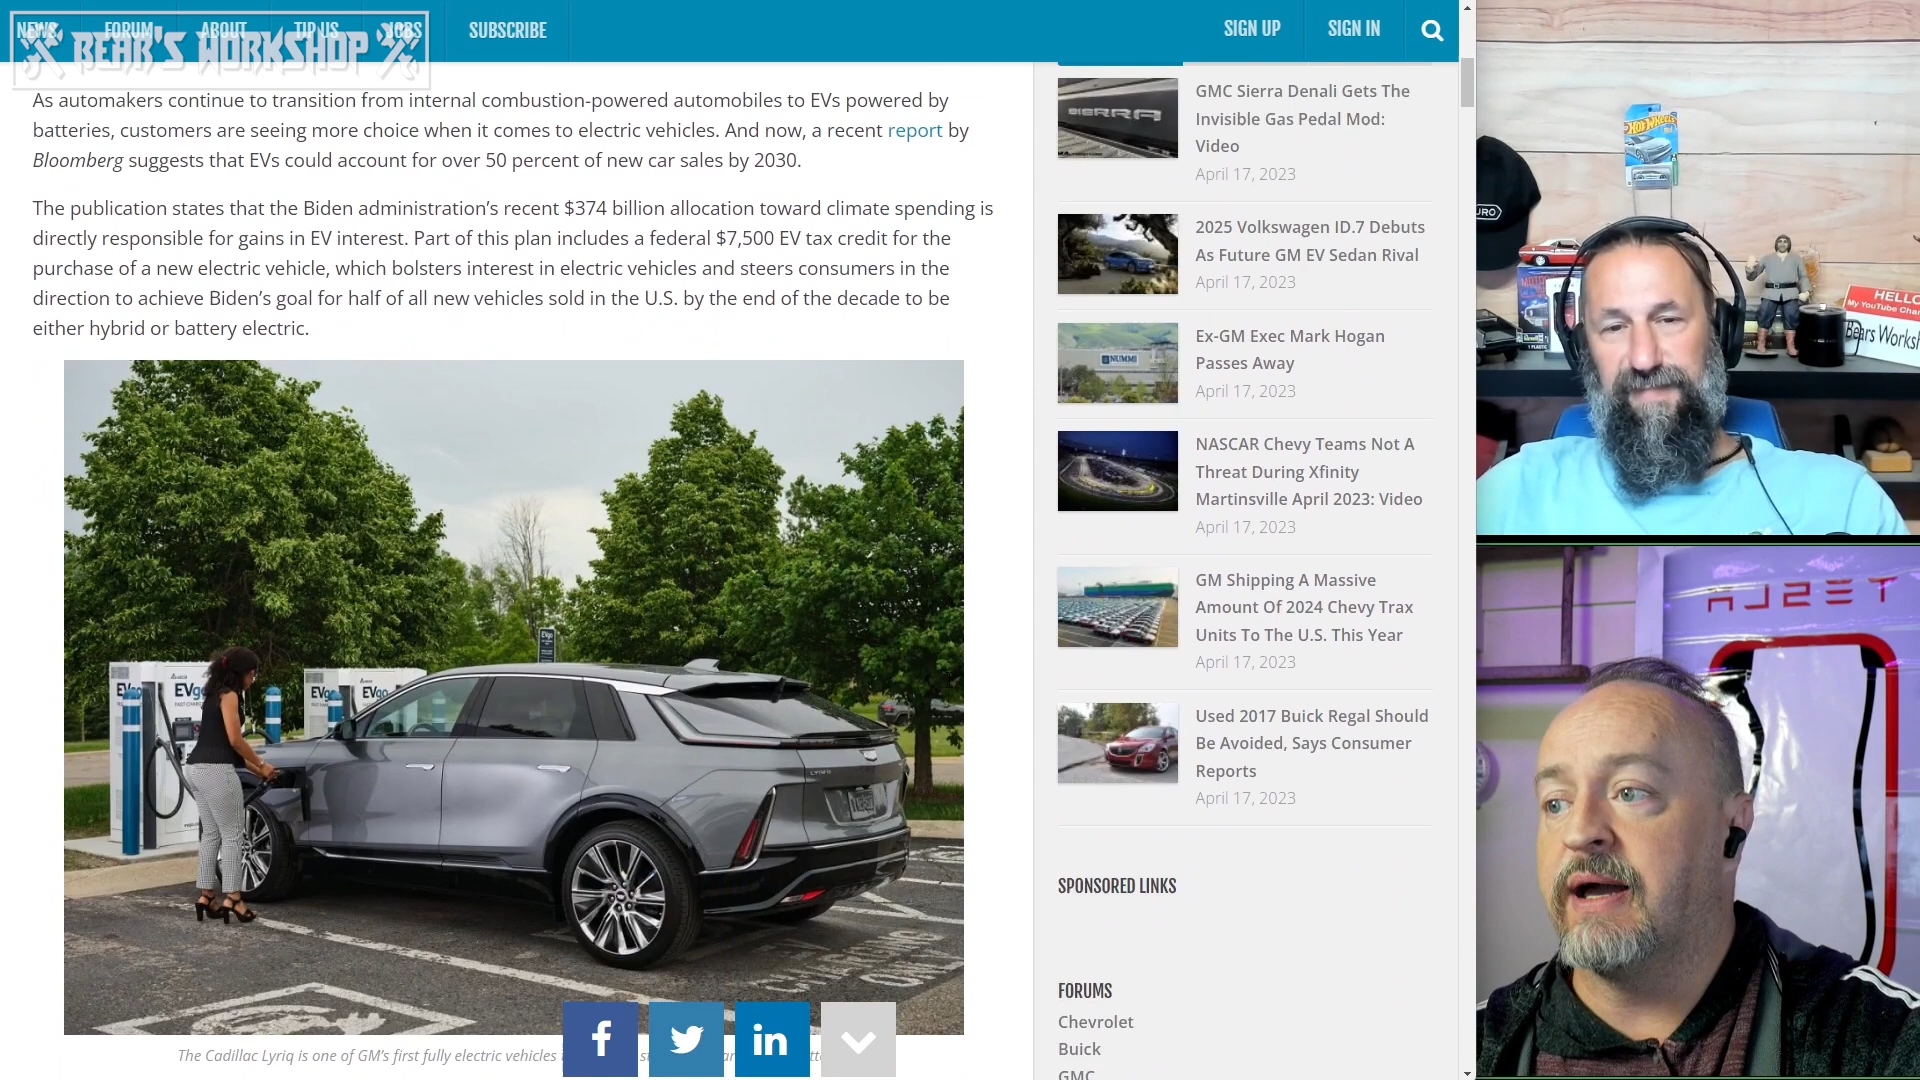 NEWS FORUM ABOUT TIP US JOBS SUBSCRIBE SIGN UP SIGN IN
BEAR'S WORKSHOP
As automakers continue to transition from internal combustion-powered automobiles to EVs powered by
batteries, customers are seeing more choice when it comes to electric vehicles. And now, a recent report by
Bloomberg suggests that EVs could account for over 50 percent of new car sales by 2030.
The publication states that the Biden administration’s recent $374 billion allocation toward climate spending is
directly responsible for gains in EV interest. Part of this plan includes a federal $7,500 EV tax credit for the
purchase of a new electric vehicle, which bolsters interest in electric vehicles and steers consumers in the
direction to achieve Biden’s goal for half of all new vehicles sold in the U.S. by the end of the decade to be
either hybrid or battery electric.
EVgo
EVgo
EVgo
EVgo
EVgo
LYRIQ
CHARGING
ONLY
The Cadillac Lyriq is one of GM’s first fully electric vehicles
f
in
SIERRA
GMC Sierra Denali Gets The
Invisible Gas Pedal Mod:
Video
April 17, 2023
2025 Volkswagen ID.7 Debuts
As Future GM EV Sedan Rival
April 17, 2023
NUMMI
Ex-GM Exec Mark Hogan
Passes Away
April 17, 2023
NASCAR Chevy Teams Not A
Threat During Xfinity
Martinsville April 2023: Video
April 17, 2023
GM Shipping A Massive
Amount Of 2024 Chevy Trax
Units To The U.S. This Year
April 17, 2023
Used 2017 Buick Regal Should
Be Avoided, Says Consumer
Reports
April 17, 2023
SPONSORED LINKS
FORUMS
Chevrolet
Buick
GMC
Hot Wheels
HELLO
My YouTube Chan
Bears Worksh
TESLA